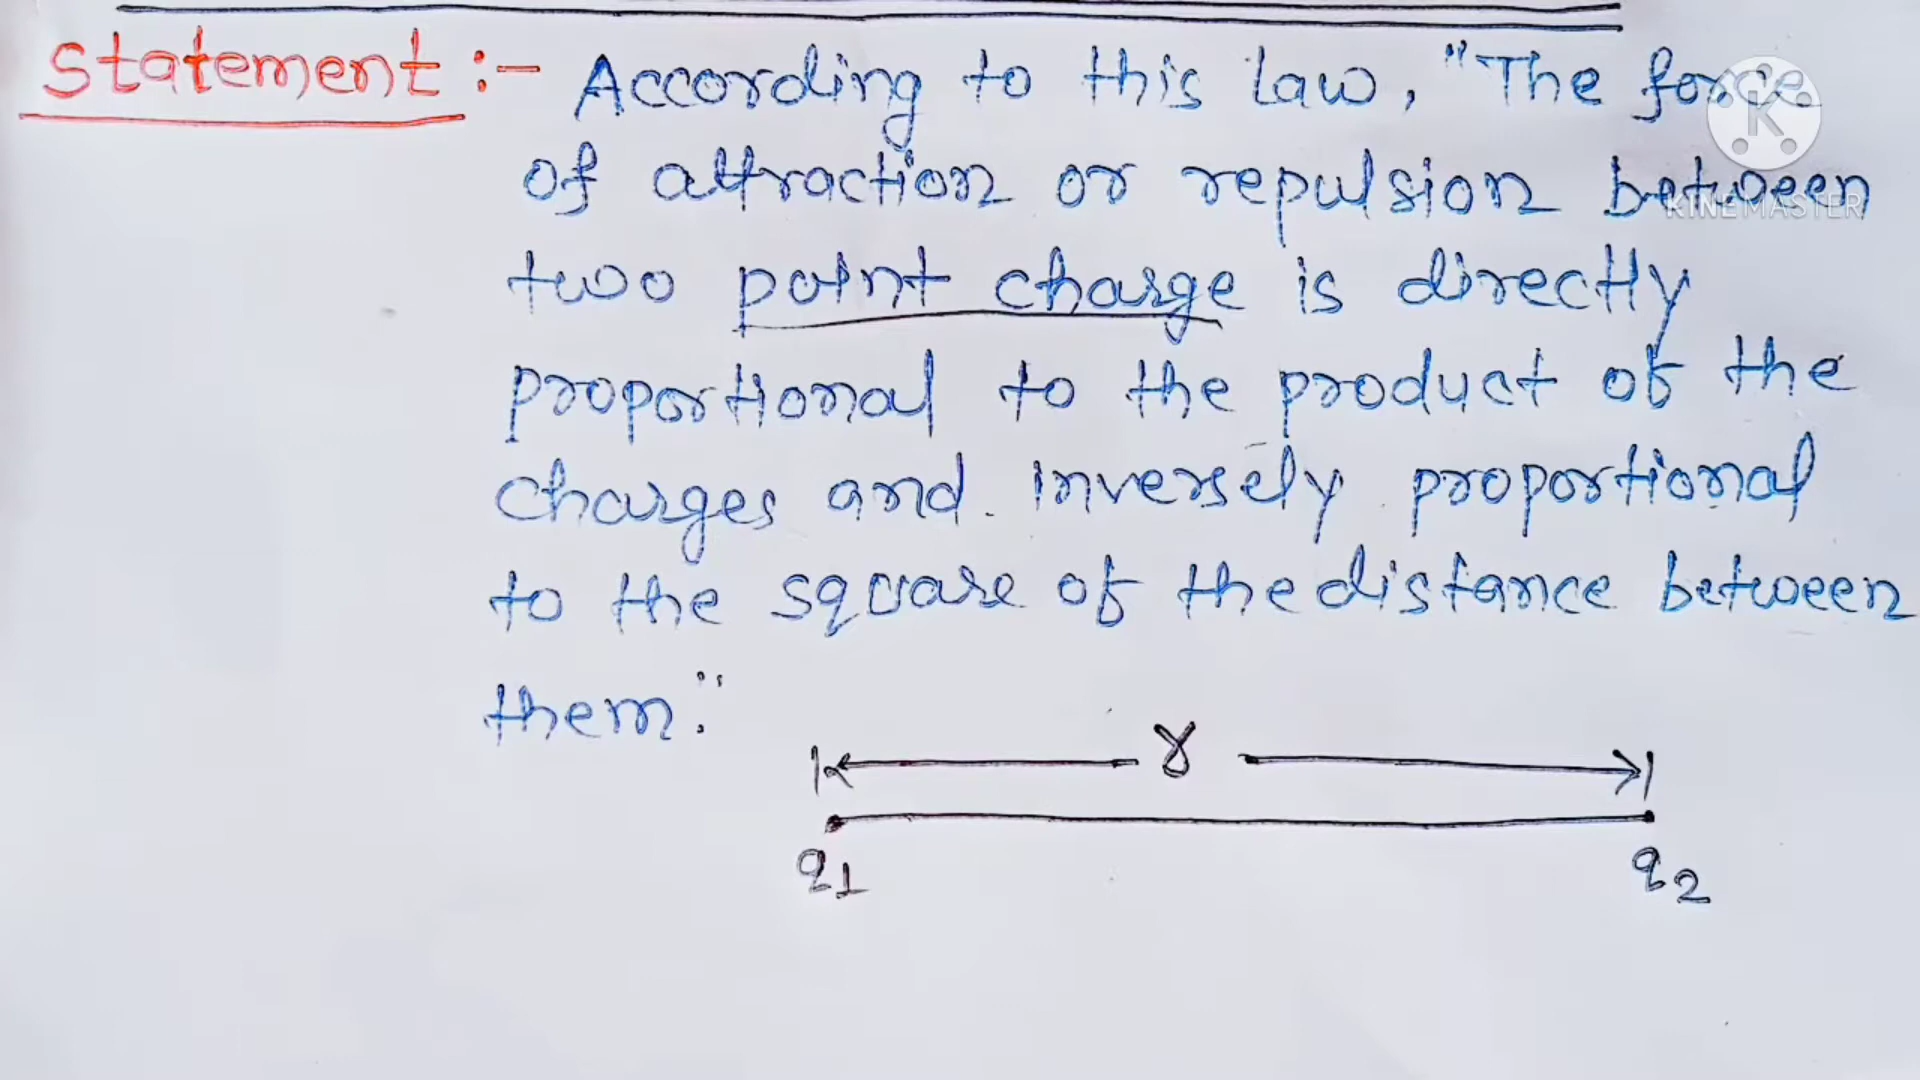 Statement :- According to this Law, "The force
of attraction or repulsion between
two point charge is directly
proportional to the product of the
charges and inversely proportional
to the square of the distance between
them."
r
q1 q2
K
KINEMASTER